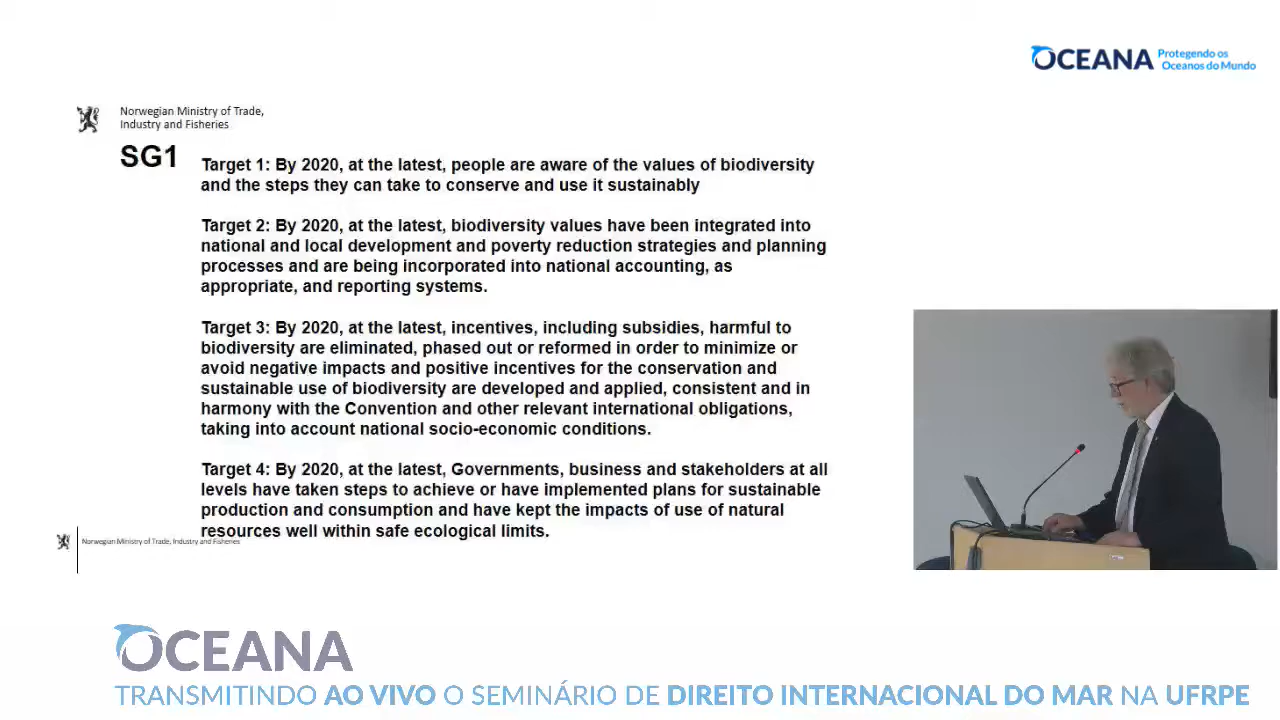 OCEANA Protegendo os
Oceanos do Mundo
Norwegian Ministry of Trade,
Industry and Fisheries
SG1
Target 1: By 2020, at the latest, people are aware of the values of biodiversity
and the steps they can take to conserve and use it sustainably
Target 2: By 2020, at the latest, biodiversity values have been integrated into
national and local development and poverty reduction strategies and planning
processes and are being incorporated into national accounting, as
appropriate, and reporting systems.
Target 3: By 2020, at the latest, incentives, including subsidies, harmful to
biodiversity are eliminated, phased out or reformed in order to minimize or
avoid negative impacts and positive incentives for the conservation and
sustainable use of biodiversity are developed and applied, consistent and in
harmony with the Convention and other relevant international obligations,
taking into account national socio-economic conditions.
Target 4: By 2020, at the latest, Governments, business and stakeholders at all
levels have taken steps to achieve or have implemented plans for sustainable
production and consumption and have kept the impacts of use of natural
resources well within safe ecological limits.
Norwegian Ministry of Trade, Industry and Fisheries
OCEANA
TRANSMITINDO AO VIVO O SEMINÁRIO DE DIREITO INTERNACIONAL DO MAR NA UFRPE